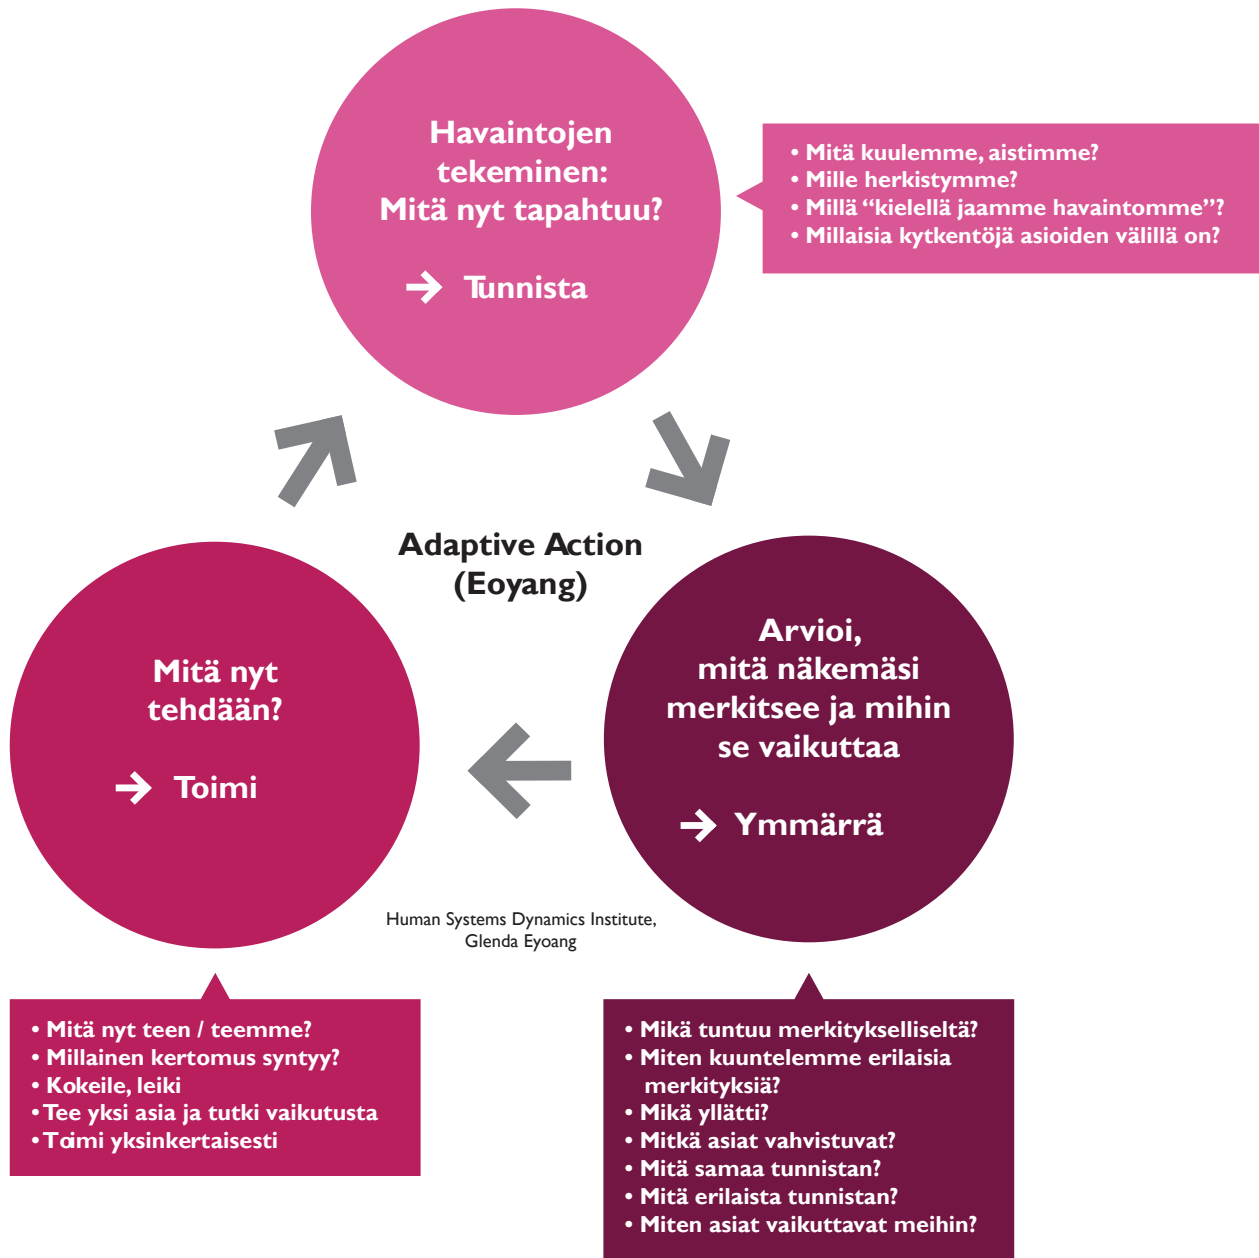 Havaintojen
tekeminen:
Mitä nyt tapahtuu?
→ Tunnista
• Mitä kuulemme, aistimme?
• Mille herkistymme?
• Millä “kielellä jaamme havaintomme”?
• Millaisia kytkentöjä asioiden välillä on?
Adaptive Action
(Eoyang)
Arvioi,
mitä näkemäsi
merkitsee ja mihin
se vaikuttaa
→ Ymmärrä
• Mikä tuntuu merkitykselliseltä?
• Miten kuuntelemme erilaisia
merkityksiä?
• Mikä yllätti?
• Mitkä asiat vahvistuvat?
• Mitä samaa tunnistan?
• Mitä erilaista tunnistan?
• Miten asiat vaikuttavat meihin?
Mitä nyt
tehdään?
→ Toimi
• Mitä nyt teen / teemme?
• Millainen kertomus syntyy?
• Kokeile, leiki
• Tee yksi asia ja tutki vaikutusta
• Toimi yksinkertaisesti
Human Systems Dynamics Institute,
Glenda Eyoang